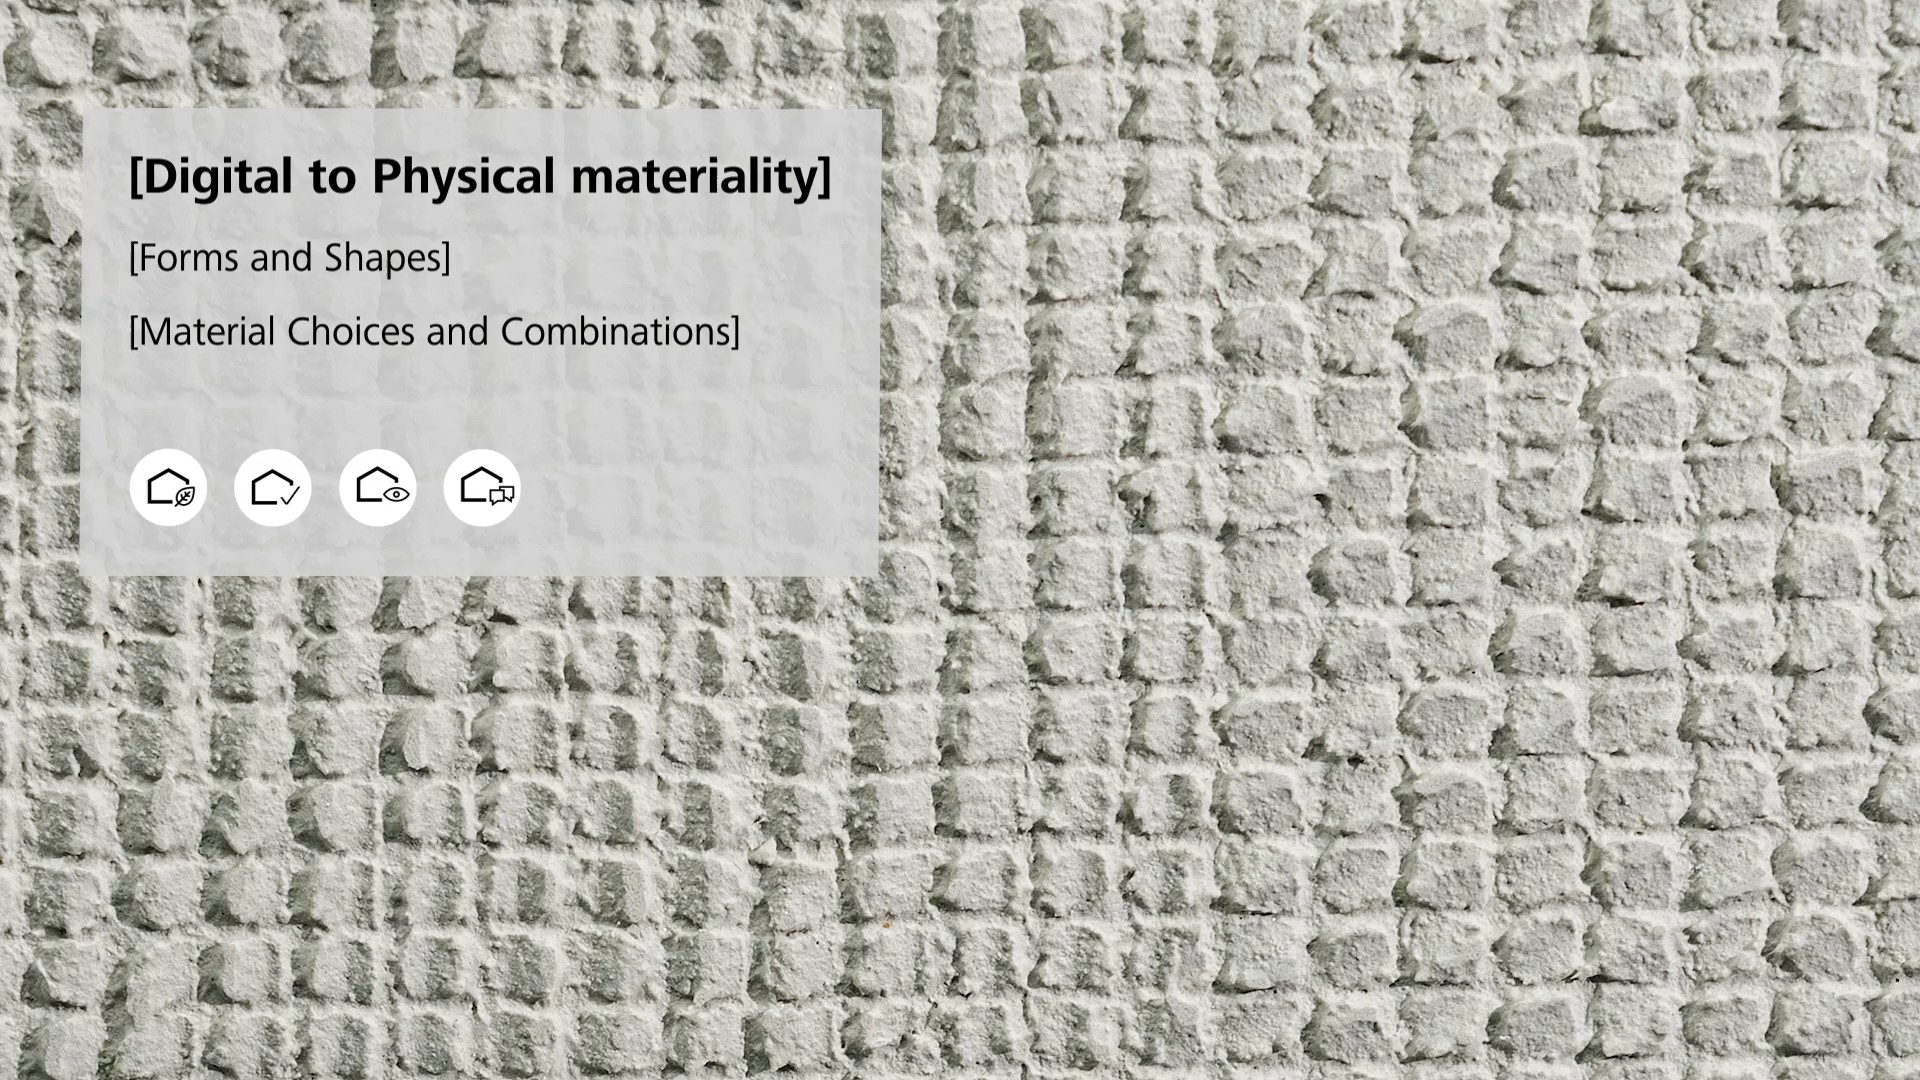 [Digital to Physical materiality]
[Forms and Shapes]
[Material Choices and Combinations]